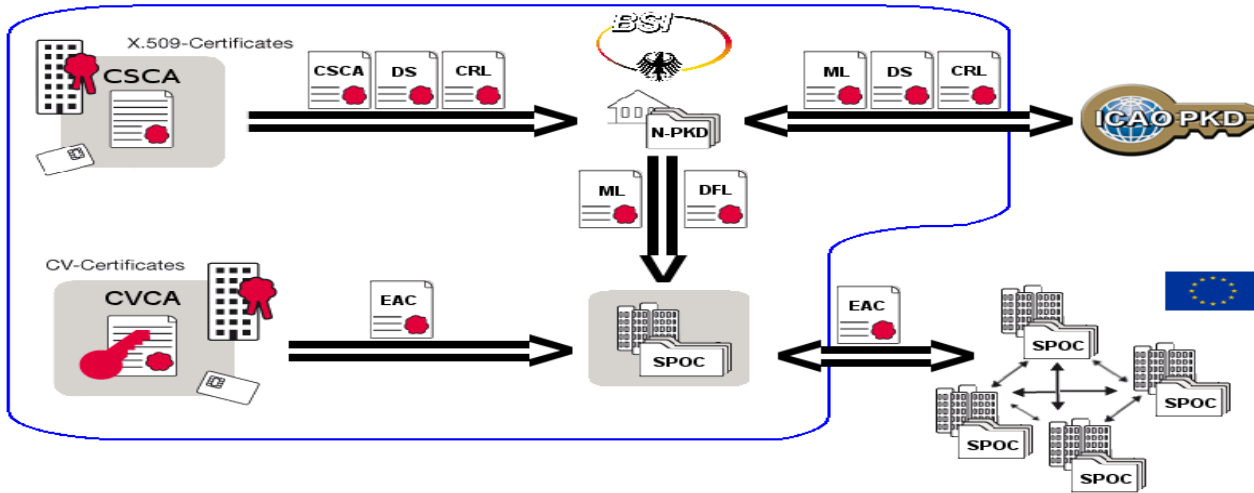 X.509-Certificates
CSCA
CSCA
DS
CRL
BSI
N-PKD
ML
DS
CRL
ICAO PKD
ML
DFL
CV-Certificates
CVCA
EAC
SPOC
EAC
SPOC
SPOC
SPOC
SPOC